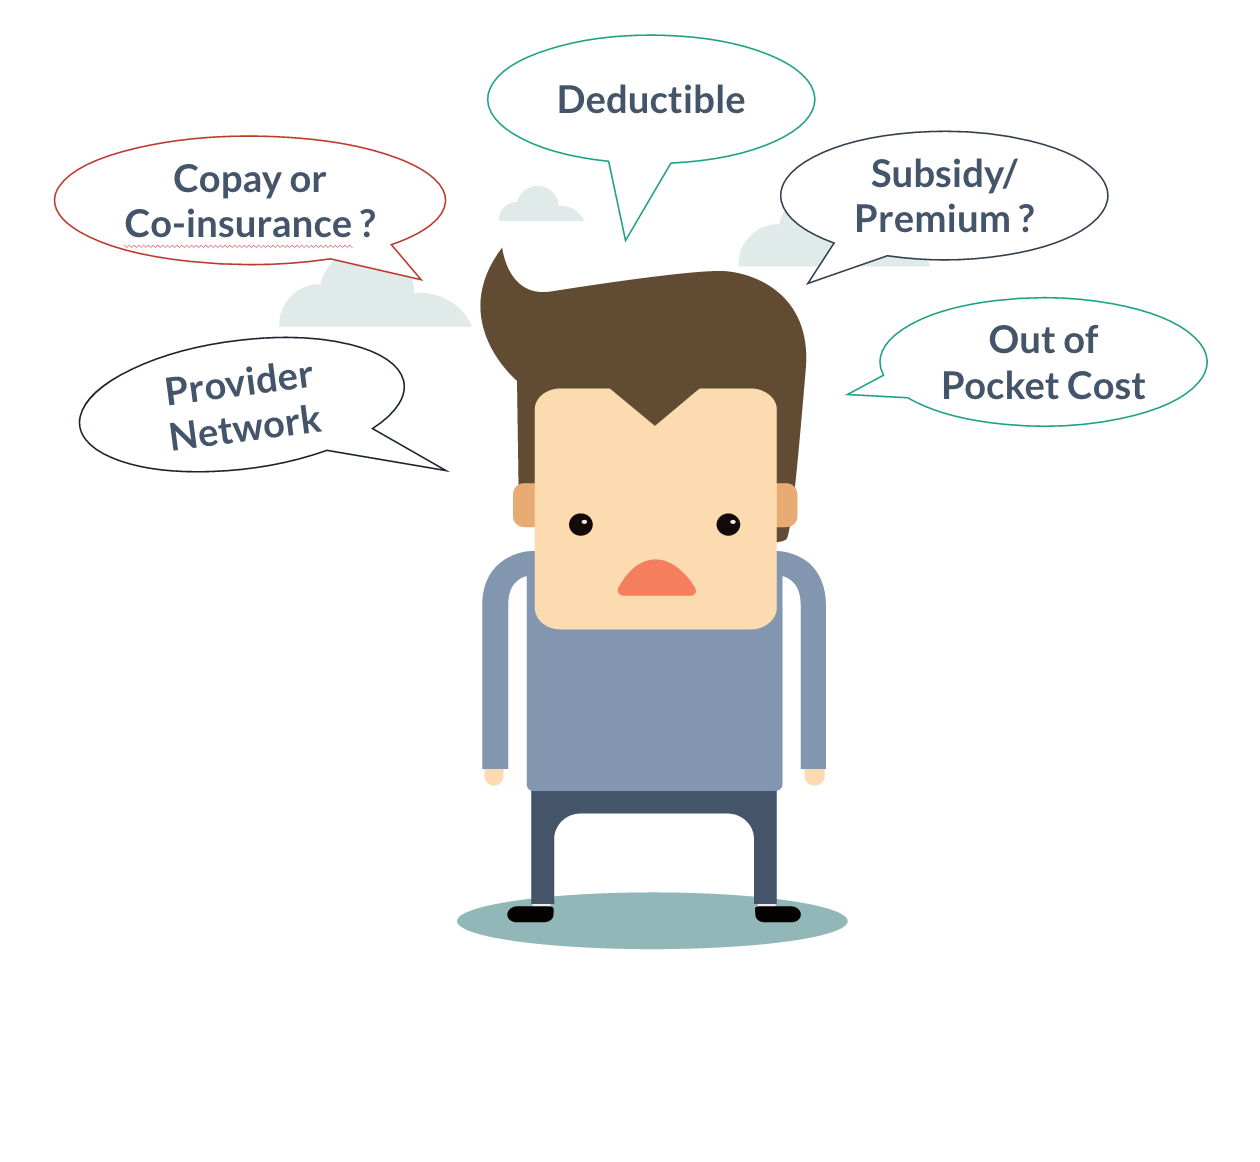 Deductible
Copay or
Co-insurance ?
Subsidy/
Premium ?
Out of
Pocket Cost
Provider
Network